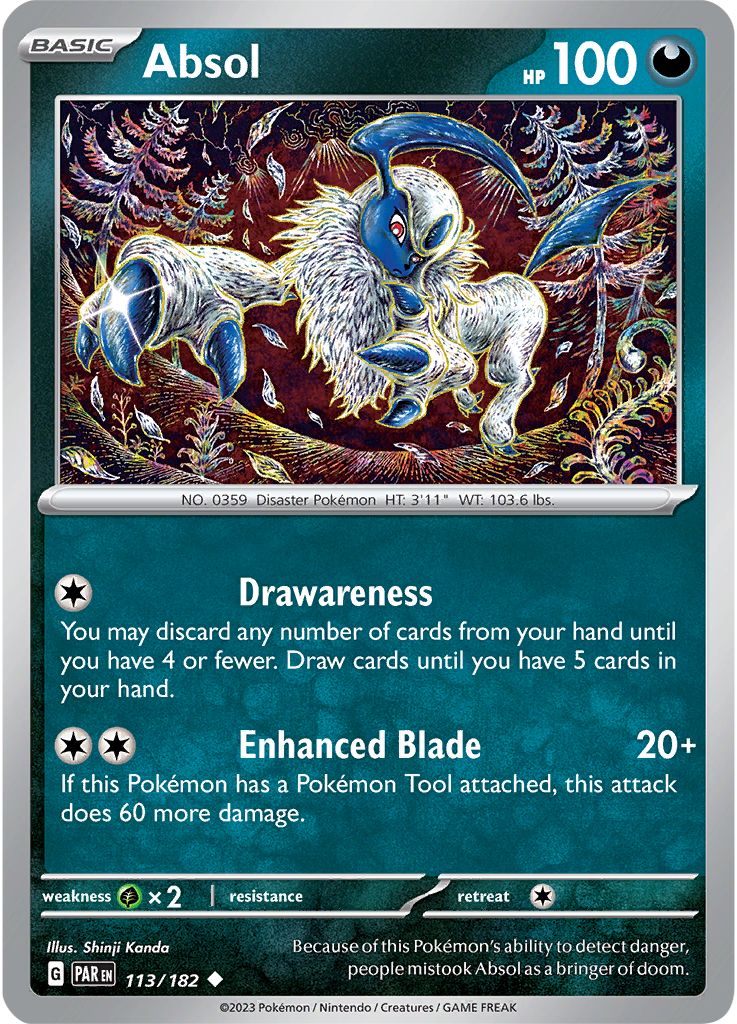 BASIC Absol HP 100
NO. 0359 Disaster Pokémon HT: 3'11" WT: 103.6 lbs.
Drawareness
You may discard any number of cards from your hand until
you have 4 or fewer. Draw cards until you have 5 cards in
your hand.
Enhanced Blade 20+
If this Pokémon has a Pokémon Tool attached, this attack
does 60 more damage.
weakness ×2 resistance retreat
Illus. Shinji Kanda
Because of this Pokémon's ability to detect danger,
people mistook Absol as a bringer of doom.
G PAR EN 113/182
©2023 Pokémon / Nintendo / Creatures / GAME FREAK